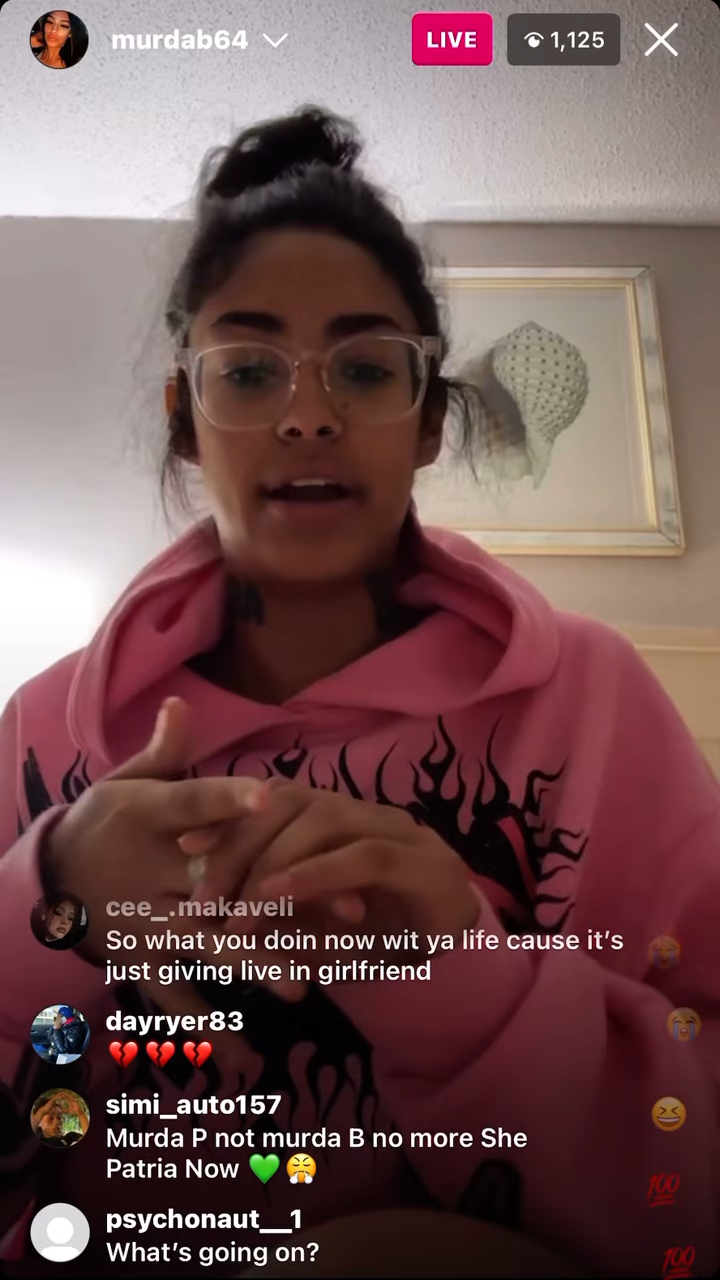 murdab64
LIVE
1,125
cee_.makaveli
So what you doin now wit ya life cause it’s
just giving live in girlfriend
dayryer83
💔💔💔
simi_auto157
Murda P not murda B no more She
Patria Now 💚😤
psychonaut__1
What’s going on?
💯
💯